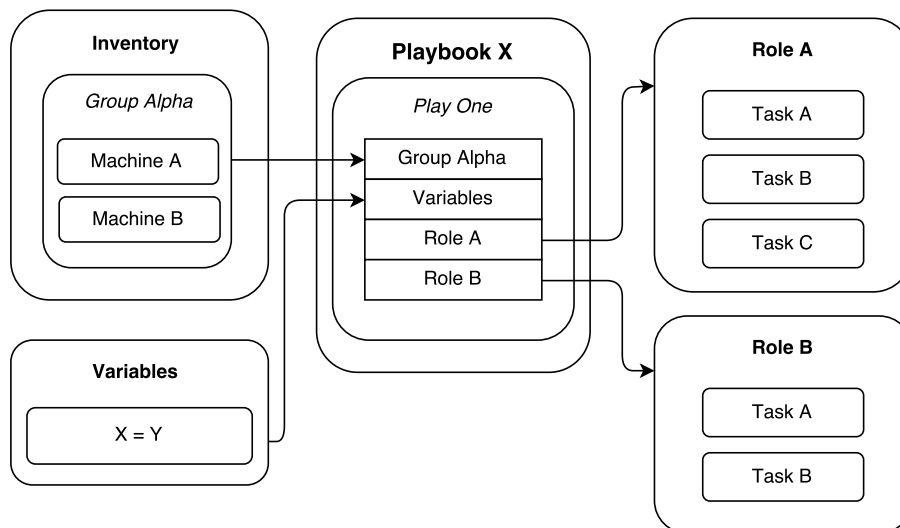 Inventory
Group Alpha
Machine A
Machine B
Variables
X = Y
Playbook X
Play One
Group Alpha
Variables
Role A
Role B
Role A
Task A
Task B
Task C
Role B
Task A
Task B